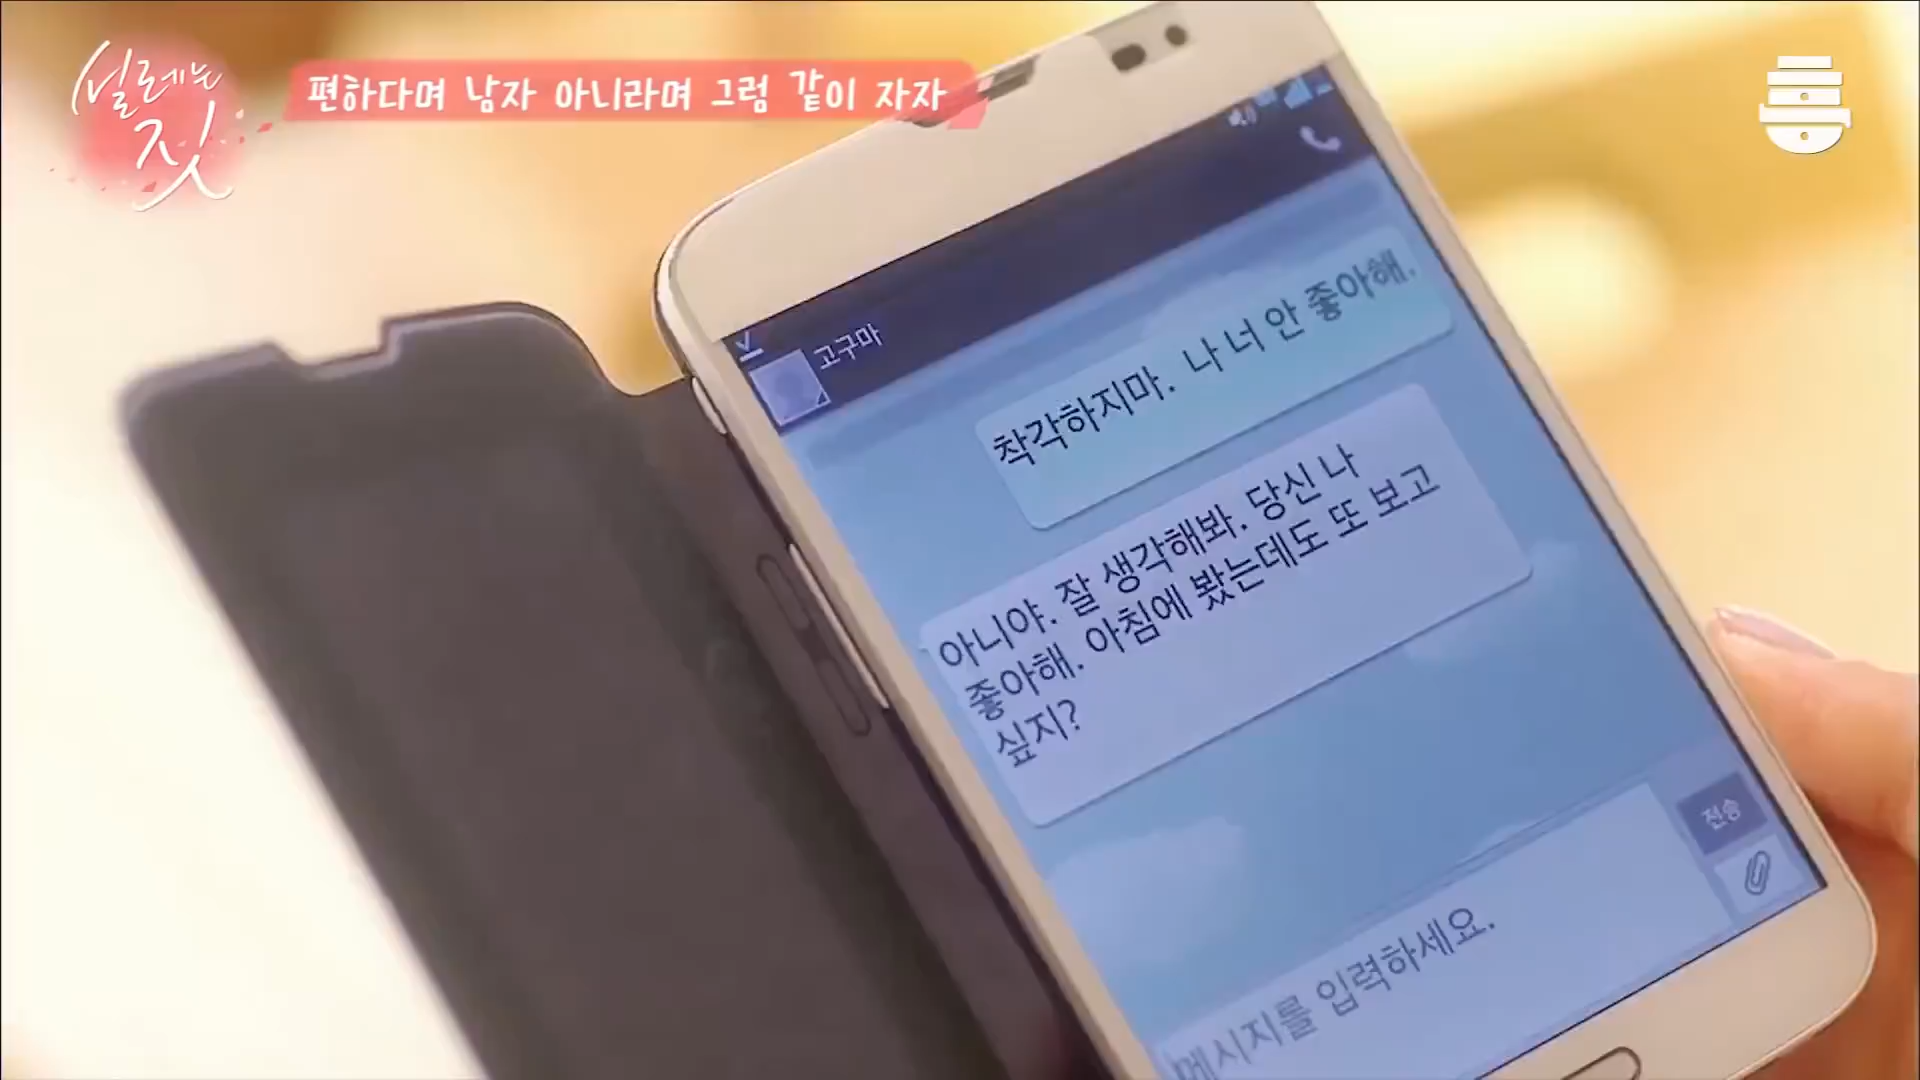 설레는
짓
편하다며 남자 아니라며 그럼 같이 자자
고구마
착각하지마. 나 너 안 좋아해.
아니야. 잘 생각해봐. 당신 나
좋아해. 아침에 봤는데도 또 보고
싶지?
전송
메시지를 입력하세요.